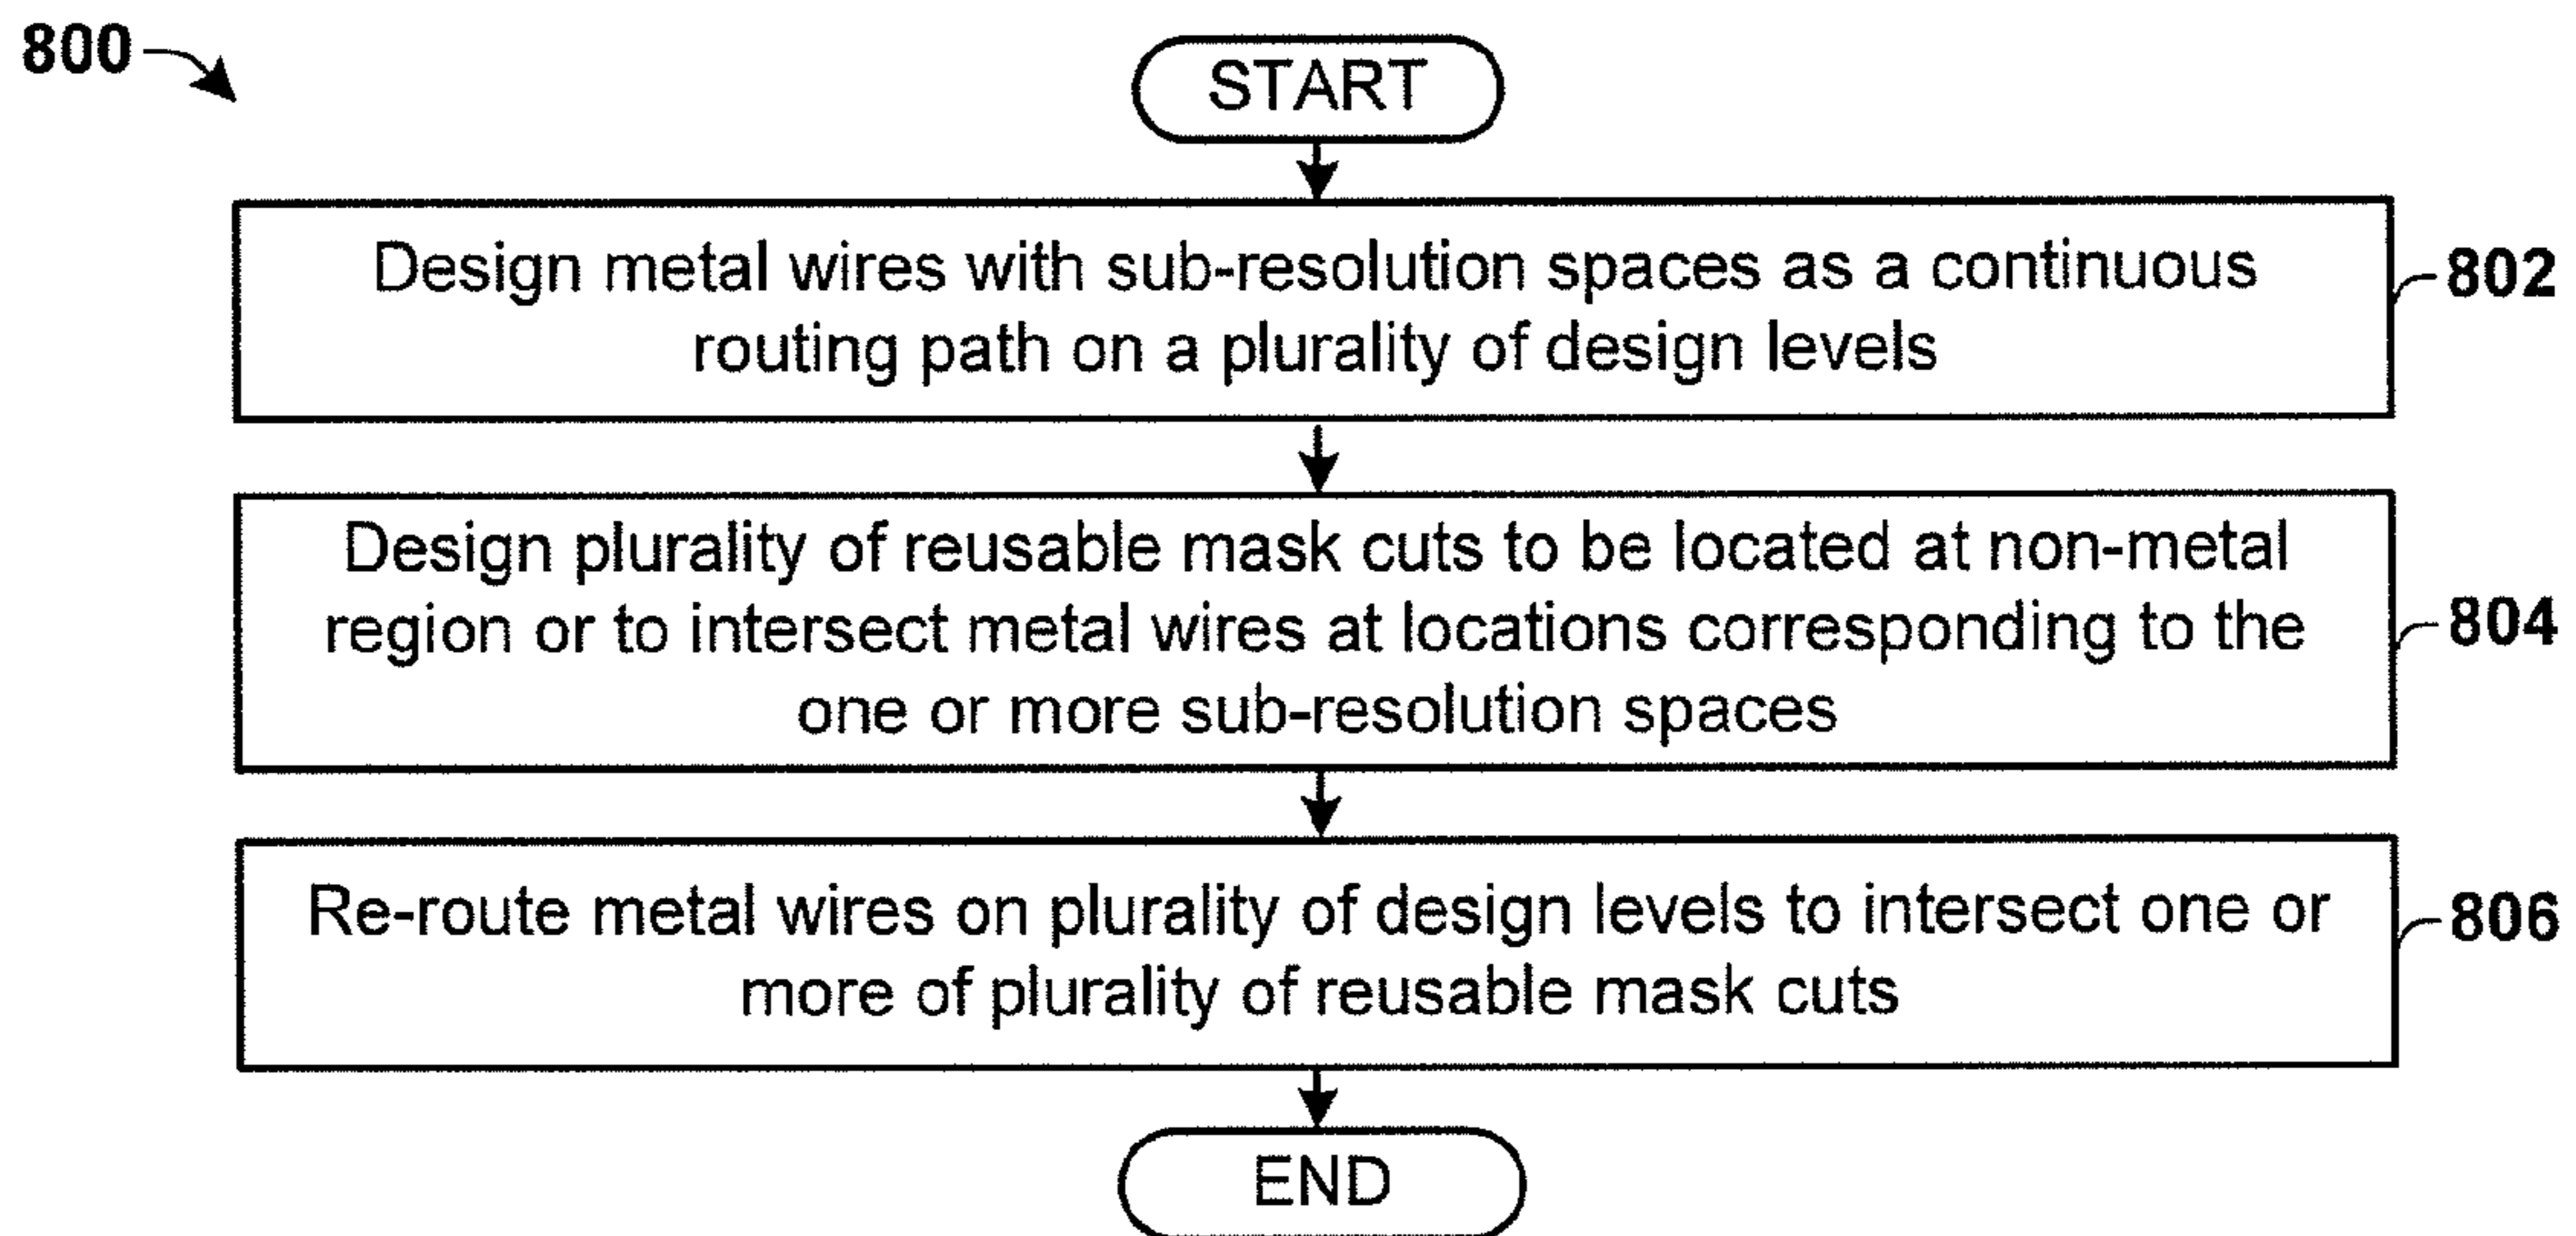 800
START
Design metal wires with sub-resolution spaces as a continuous
routing path on a plurality of design levels
802
Design plurality of reusable mask cuts to be located at non-metal
region or to intersect metal wires at locations corresponding to the
one or more sub-resolution spaces
804
Re-route metal wires on plurality of design levels to intersect one or
more of plurality of reusable mask cuts
806
END